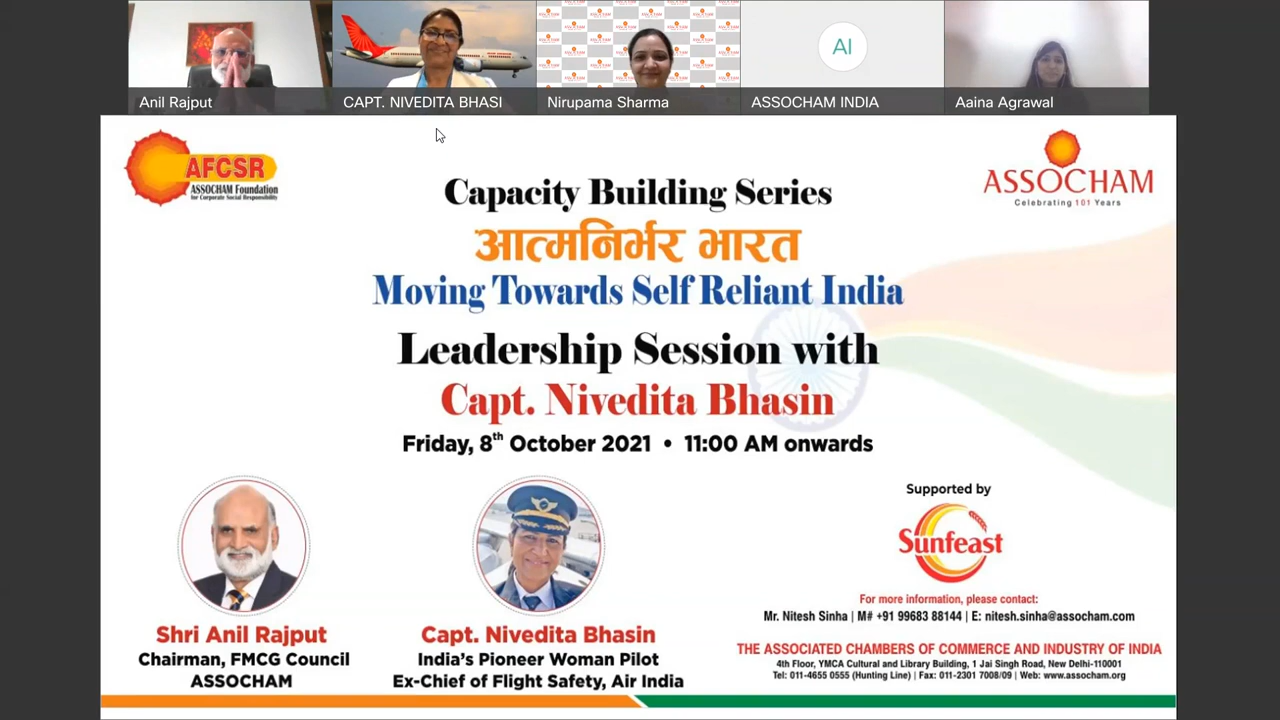 Anil Rajput
CAPT. NIVEDITA BHASI
Nirupama Sharma
AI
ASSOCHAM INDIA
Aaina Agrawal
AFCSR
ASSOCHAM Foundation
for Corporate Social Responsibility
ASSOCHAM
Celebrating 101 Years
Capacity Building Series
आत्मनिर्भर भारत
Moving Towards Self Reliant India
Leadership Session with
Capt. Nivedita Bhasin
Friday, 8th October 2021 • 11:00 AM onwards
Shri Anil Rajput
Chairman, FMCG Council
ASSOCHAM
Capt. Nivedita Bhasin
India's Pioneer Woman Pilot
Ex-Chief of Flight Safety, Air India
Supported by
Sunfeast
For more information, please contact:
Mr. Nitesh Sinha | M# +91 99683 88144 | E: nitesh.sinha@assocham.com
THE ASSOCIATED CHAMBERS OF COMMERCE AND INDUSTRY OF INDIA
4th Floor, YMCA Cultural and Library Building, 1 Jai Singh Road, New Delhi-110001
Tel: 011-4655 0555 (Hunting Line) | Fax: 011-2301 7008/09 | Web: www.assocham.org